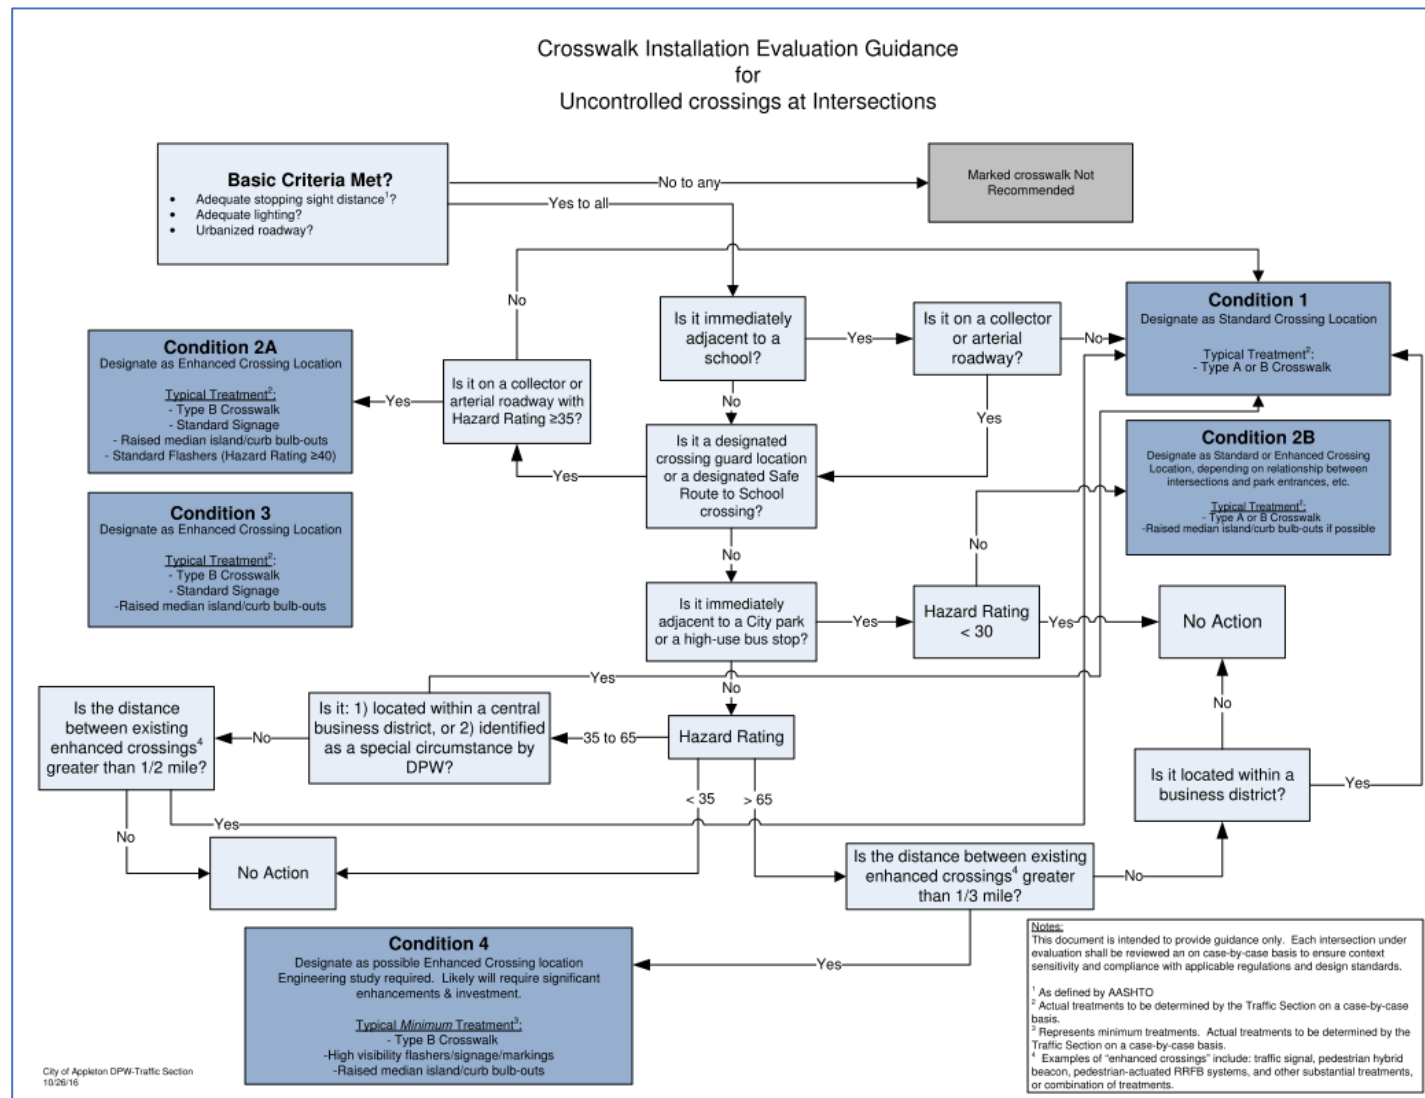 Crosswalk Installation Evaluation Guidance
for
Uncontrolled crossings at Intersections
Basic Criteria Met?
• Adequate stopping sight distance¹?
• Adequate lighting?
• Urbanized roadway?
No to any
Yes to all
Marked crosswalk Not
Recommended
No
Is it immediately
adjacent to a
school?
Yes
Is it on a collector
or arterial
roadway?
No
Condition 1
Designate as Standard Crossing Location
Typical Treatment²:
- Type A or B Crosswalk
Condition 2A
Designate as Enhanced Crossing Location
Typical Treatment²:
- Type B Crosswalk
- Standard Signage
- Raised median island/curb bulb-outs
- Standard Flashers (Hazard Rating ≥40)
Yes
Is it on a collector or
arterial roadway with
Hazard Rating ≥35?
No
Yes
Yes
Is it a designated
crossing guard location
or a designated Safe
Route to School
crossing?
Condition 2B
Designate as Standard or Enhanced Crossing
Location, depending on relationship between
intersections and park entrances, etc.
Typical Treatment²:
- Type A or B Crosswalk
-Raised median island/curb bulb-outs if possible
Condition 3
Designate as Enhanced Crossing Location
Typical Treatment²:
- Type B Crosswalk
- Standard Signage
-Raised median island/curb bulb-outs
No
No
Is it immediately
adjacent to a City park
or a high-use bus stop?
Yes
Hazard Rating
< 30
Yes
No Action
Yes
No
No
Is the distance
between existing
enhanced crossings⁴
greater than 1/2 mile?
No
Is it: 1) located within a central
business district, or 2) identified
as a special circumstance by
DPW?
35 to 65
Hazard Rating
Is it located within a
business district?
Yes
< 35
> 65
No
Yes
No Action
Is the distance between existing
enhanced crossings⁴ greater
than 1/3 mile?
No
Yes
Condition 4
Designate as possible Enhanced Crossing location
Engineering study required. Likely will require significant
enhancements & investment.
Typical Minimum Treatment³:
- Type B Crosswalk
-High visibility flashers/signage/markings
-Raised median island/curb bulb-outs
Notes:
This document is intended to provide guidance only. Each intersection under
evaluation shall be reviewed an on case-by-case basis to ensure context
sensitivity and compliance with applicable regulations and design standards.
¹ As defined by AASHTO
² Actual treatments to be determined by the Traffic Section on a case-by-case
basis.
³ Represents minimum treatments. Actual treatments to be determined by the
Traffic Section on a case-by-case basis.
⁴ Examples of “enhanced crossings” include: traffic signal, pedestrian hybrid
beacon, pedestrian-actuated RRFB systems, and other substantial treatments,
or combination of treatments.
City of Appleton DPW-Traffic Section
10/26/16